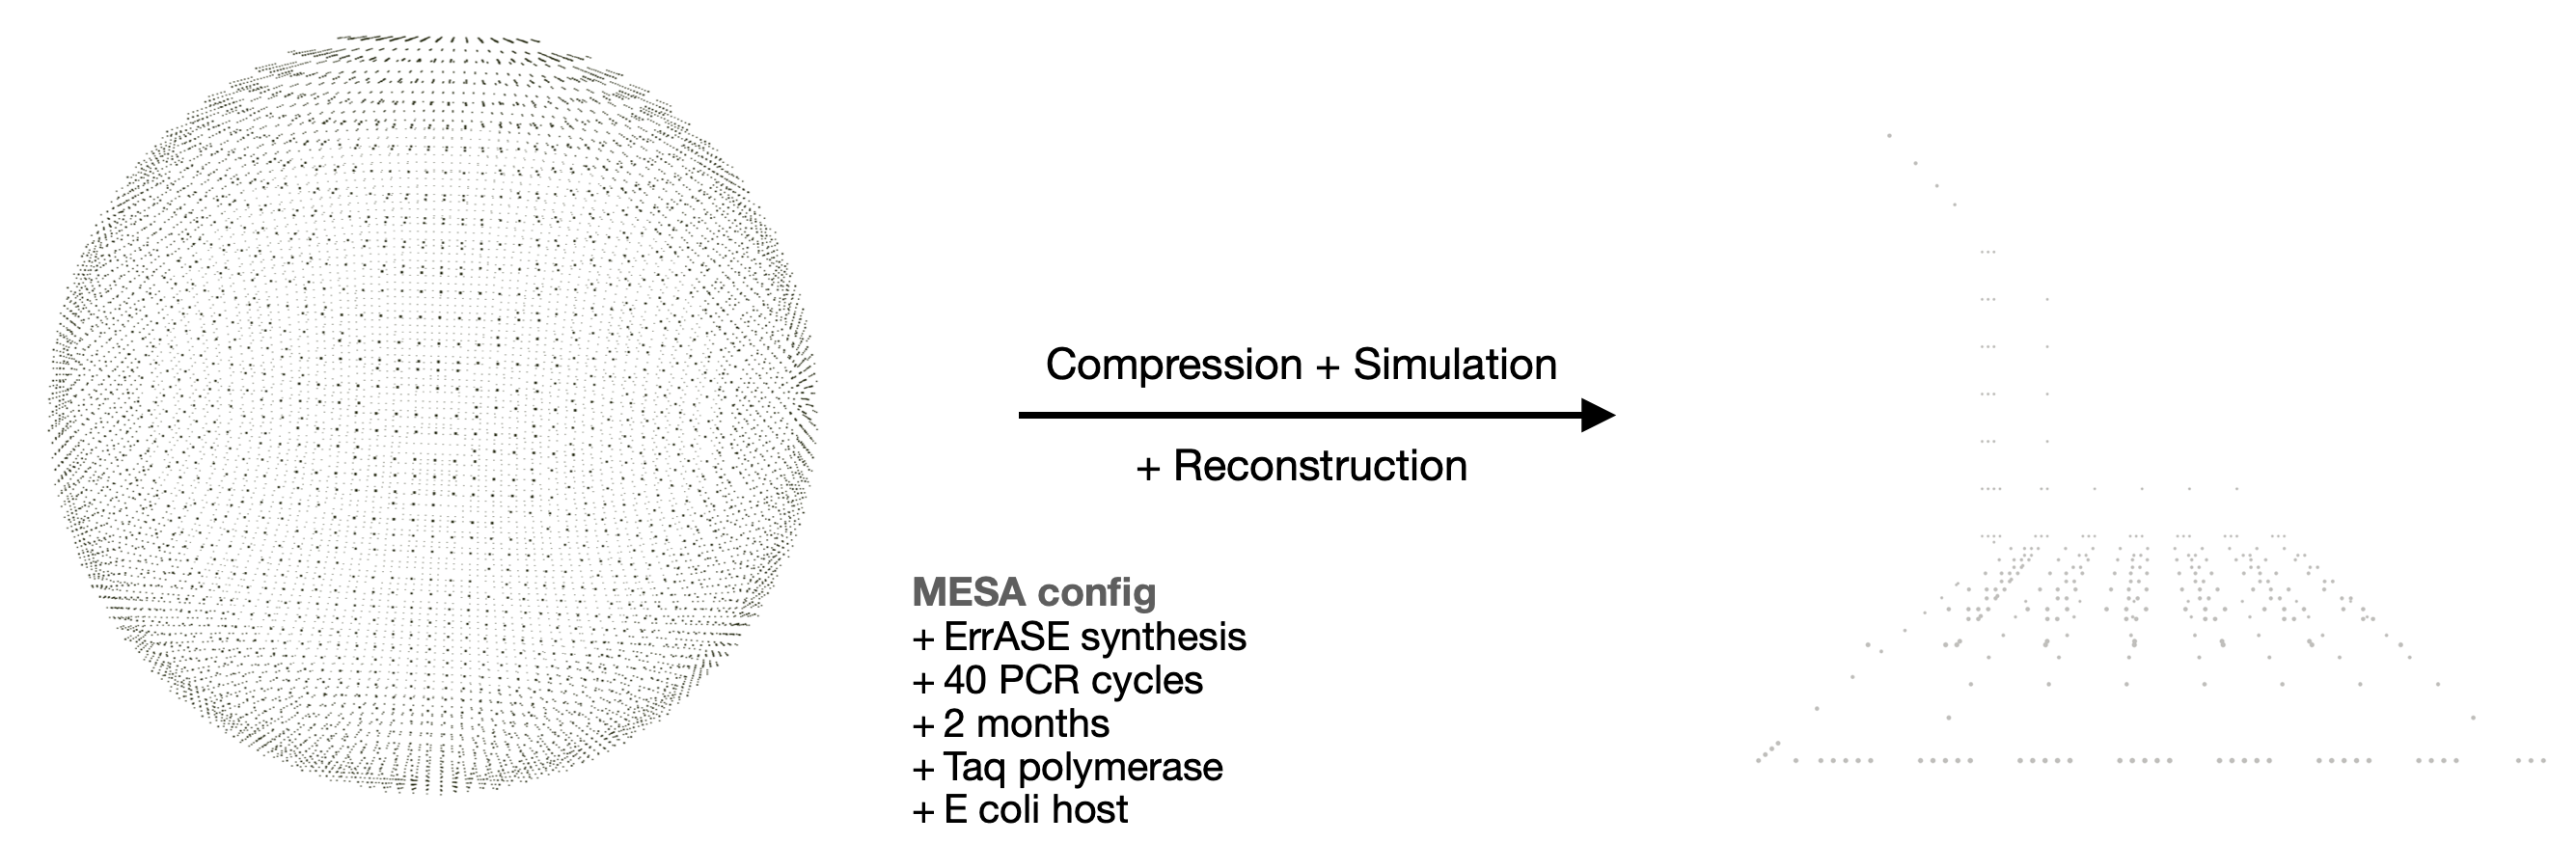 Compression + Simulation
+ Reconstruction
MESA config
+ ErrASE synthesis
+ 40 PCR cycles
+ 2 months
+ Taq polymerase
+ E coli host